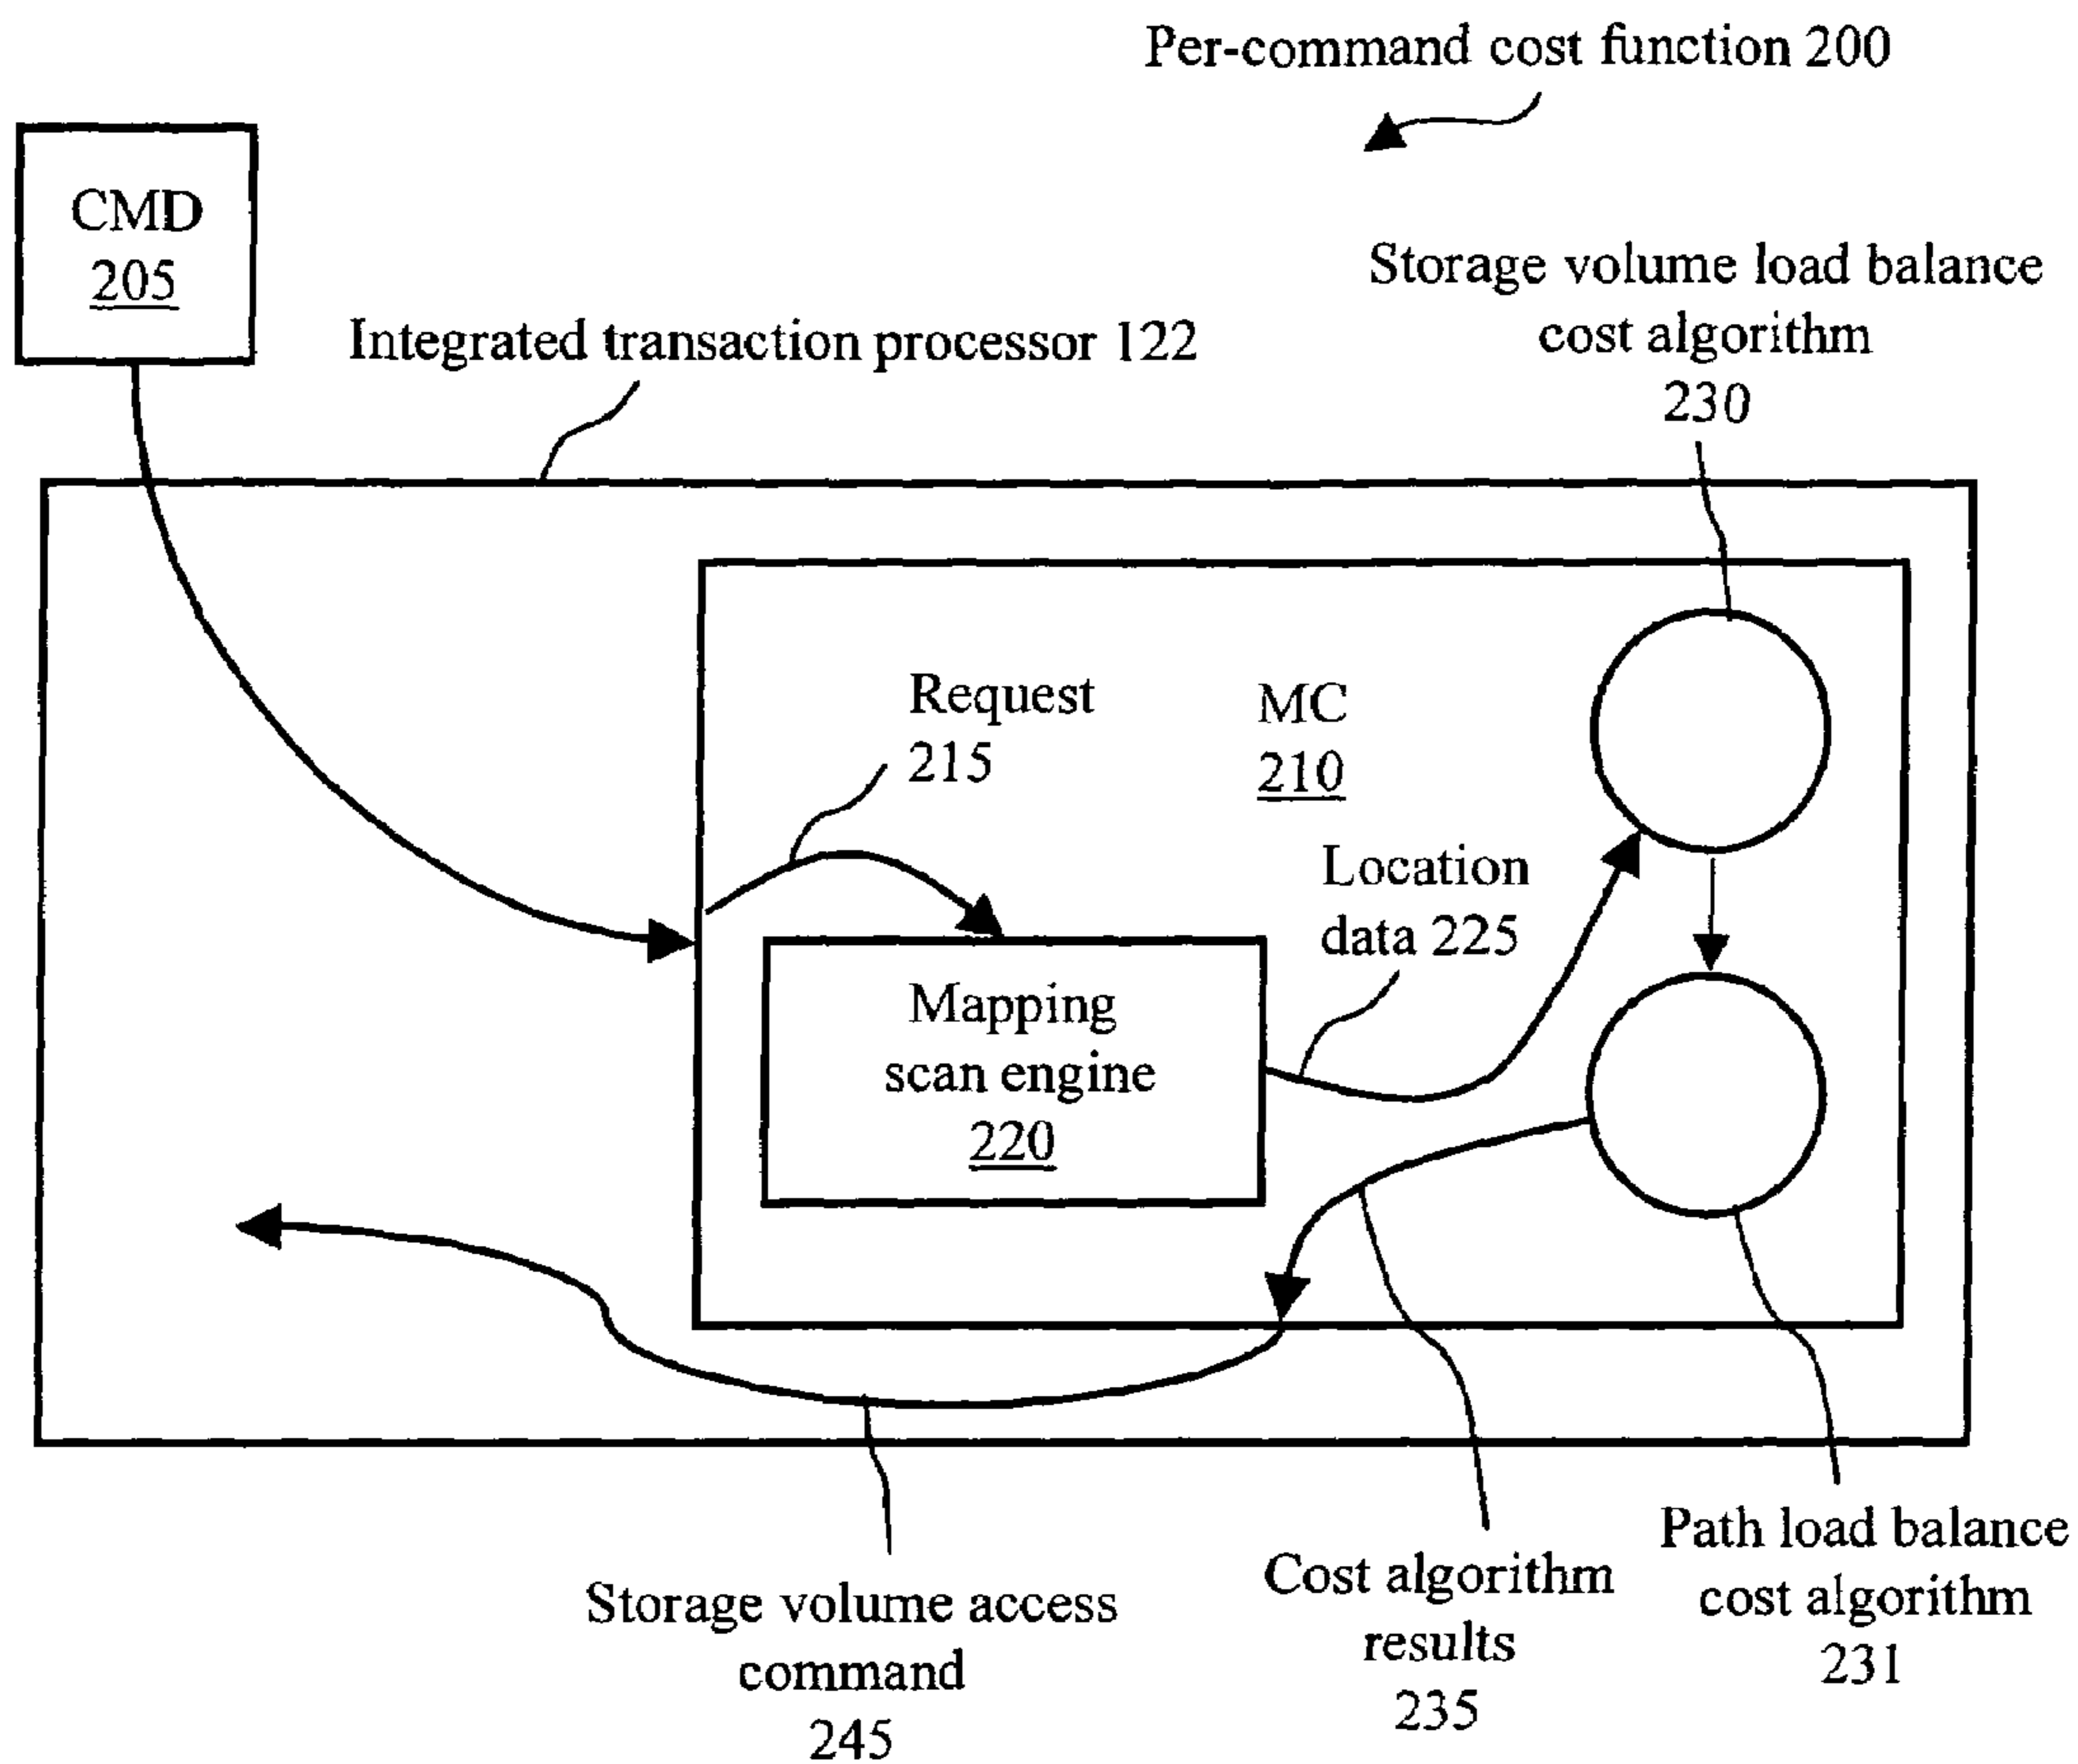 Per-command cost function 200
CMD
205
Storage volume load balance
cost algorithm
230
Integrated transaction processor 122
Request
215
MC
210
Location
data 225
Mapping
scan engine
220
Path load balance
cost algorithm
231
Cost algorithm
results
235
Storage volume access
command
245